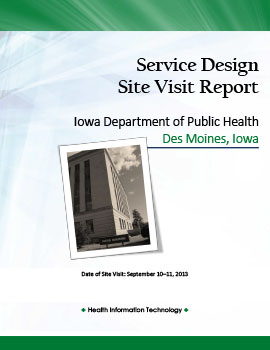 Service Design
Site Visit Report
Iowa Department of Public Health
Des Moines, Iowa
Date of Site Visit: September 10–11, 2013
Health Information Technology